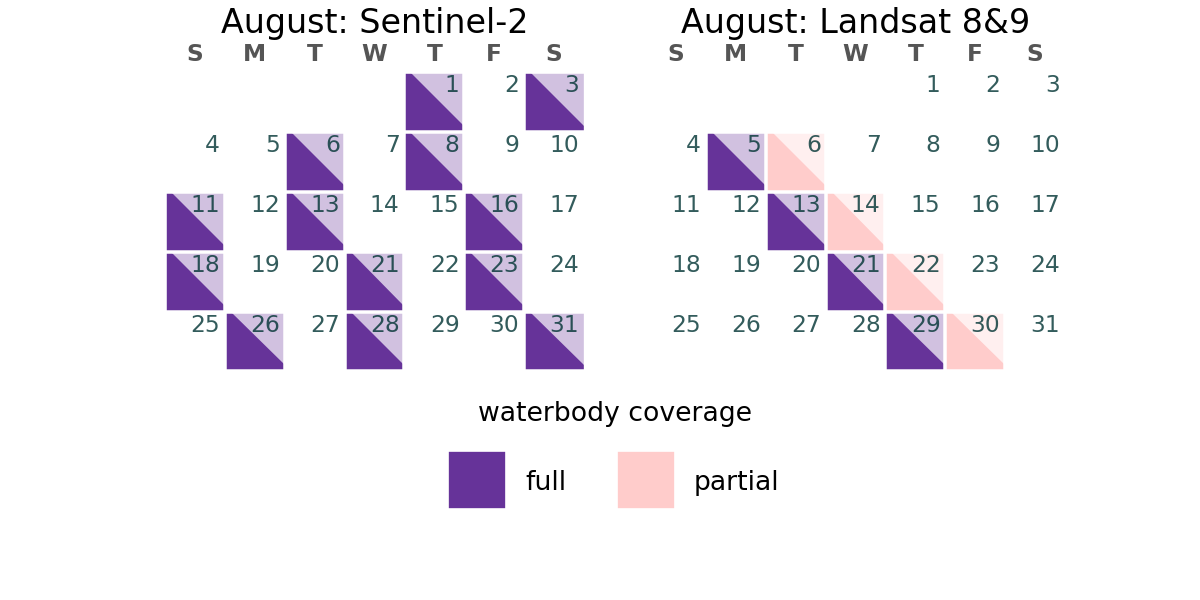 August: Sentinel-2
S M T W T F S
1 2 3
4 5 6 7 8 9 10
11 12 13 14 15 16 17
18 19 20 21 22 23 24
25 26 27 28 29 30 31
August: Landsat 8&9
S M T W T F S
1 2 3
4 5 6 7 8 9 10
11 12 13 14 15 16 17
18 19 20 21 22 23 24
25 26 27 28 29 30 31
waterbody coverage
full partial